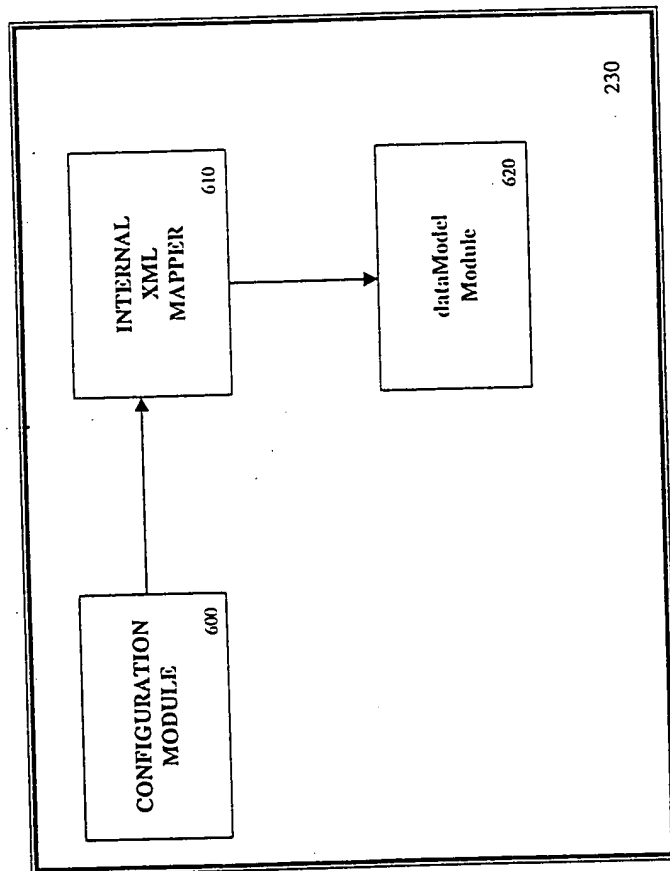 CONFIGURATION
MODULE
600
INTERNAL
XML
MAPPER
610
dataModel
Module
620
230